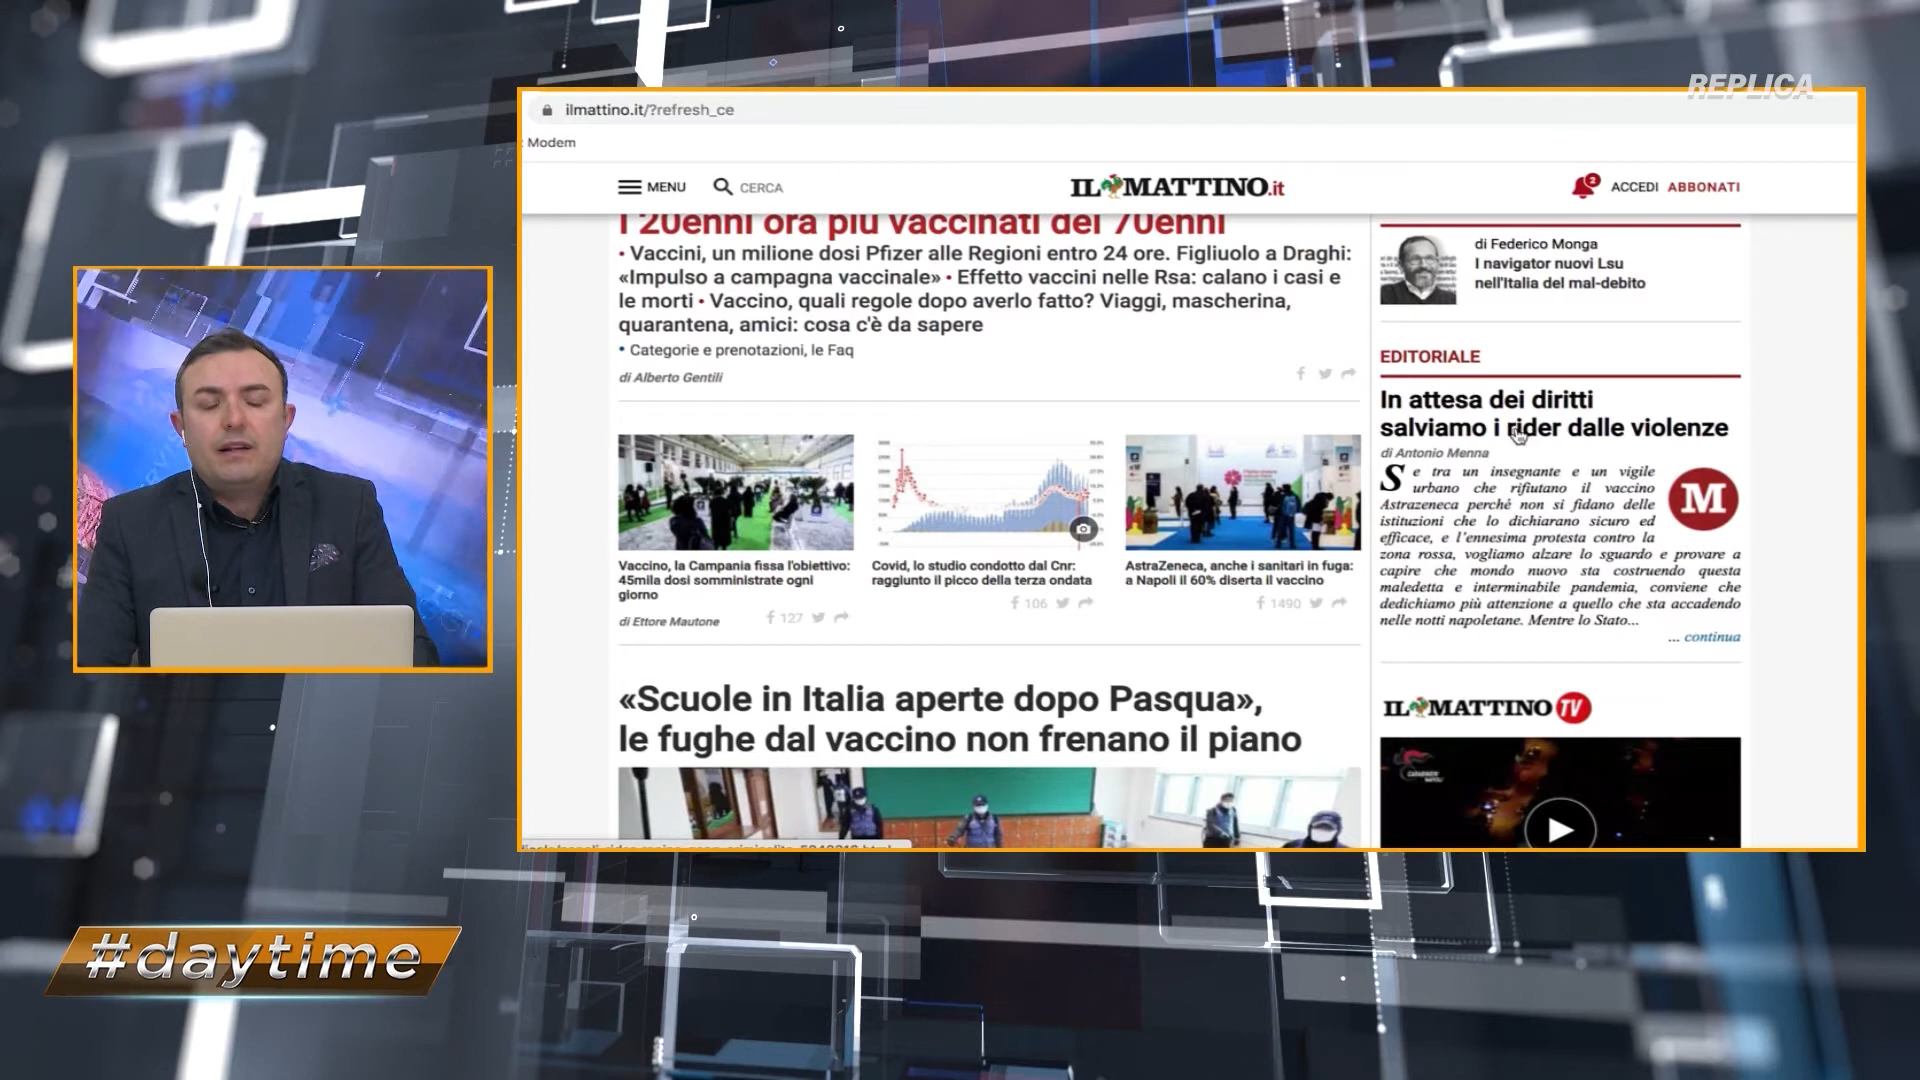 REPLICA
ilmattino.it/?refresh_ce
: Modem
MENU
CERCA
IL MATTINO.it
2
ACCEDI
ABBONATI
I 20enni ora più vaccinati dei 70enni
• Vaccini, un milione dosi Pfizer alle Regioni entro 24 ore. Figliuolo a Draghi:
«Impulso a campagna vaccinale» • Effetto vaccini nelle Rsa: calano i casi e
le morti • Vaccino, quali regole dopo averlo fatto? Viaggi, mascherina,
quarantena, amici: cosa c'è da sapere
• Categorie e prenotazioni, le Faq
di Alberto Gentili
Vaccino, la Campania fissa l'obiettivo:
45mila dosi somministrate ogni
giorno
di Ettore Mautone
127
Covid, lo studio condotto dal Cnr:
raggiunto il picco della terza ondata
106
AstraZeneca, anche i sanitari in fuga:
a Napoli il 60% diserta il vaccino
1490
«Scuole in Italia aperte dopo Pasqua»,
le fughe dal vaccino non frenano il piano
di Federico Monga
I navigator nuovi Lsu
nell'Italia del mal-debito
EDITORIALE
In attesa dei diritti
salviamo i rider dalle violenze
di Antonio Menna
Se tra un insegnante e un vigile
urbano che rifiutano il vaccino
Astrazeneca perché non si fidano delle
istituzioni che lo dichiarano sicuro ed
efficace, e l'ennesima protesta contro la
zona rossa, vogliamo alzare lo sguardo e provare a
capire che mondo nuovo sta costruendo questa
maledetta e interminabile pandemia, conviene che
dedichiamo più attenzione a quello che sta accadendo
nelle notti napoletane. Mentre lo Stato...
... continua
M
IL MATTINO TV
#daytime